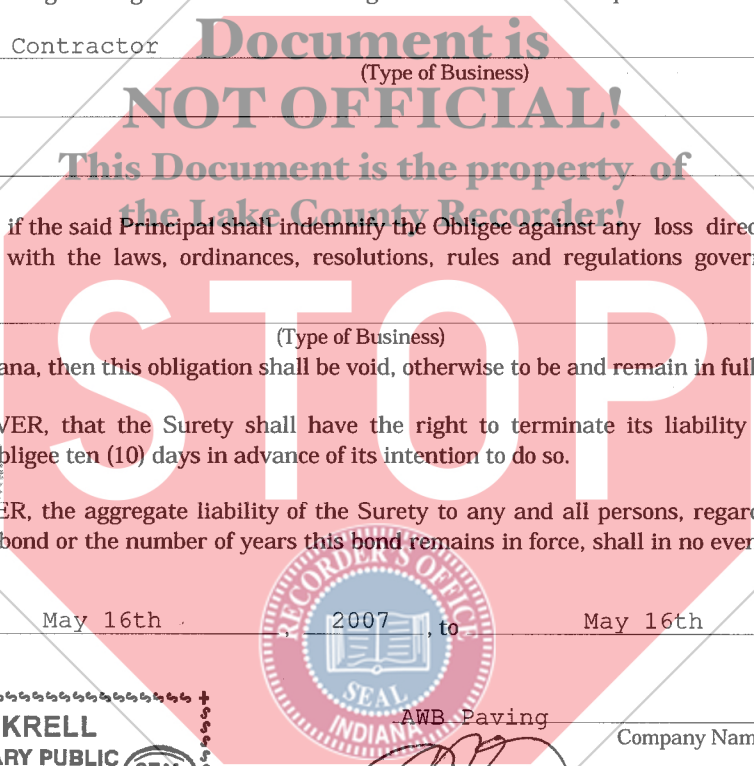 Contractor
Document is
(Type of Business)
NOT OFFICIAL!
This Document is the property of
the Lake County Recorder!
if the said Principal shall indemnify the Obligee against any loss direc
with the laws, ordinances, resolutions, rules and regulations govern
STOP
(Type of Business)
ana, then this obligation shall be void, otherwise to be and remain in full
VER, that the Surety shall have the right to terminate its liability
bligee ten (10) days in advance of its intention to do so.
ER, the aggregate liability of the Surety to any and all persons, regard
bond or the number of years this bond remains in force, shall in no even
RECORDER'S OFFICE
May 16th , 2007 , to May 16th
SEAL
INDIANA
AWB Paving
KRELL
Company Nam
ARY PUBLIC
SEAL